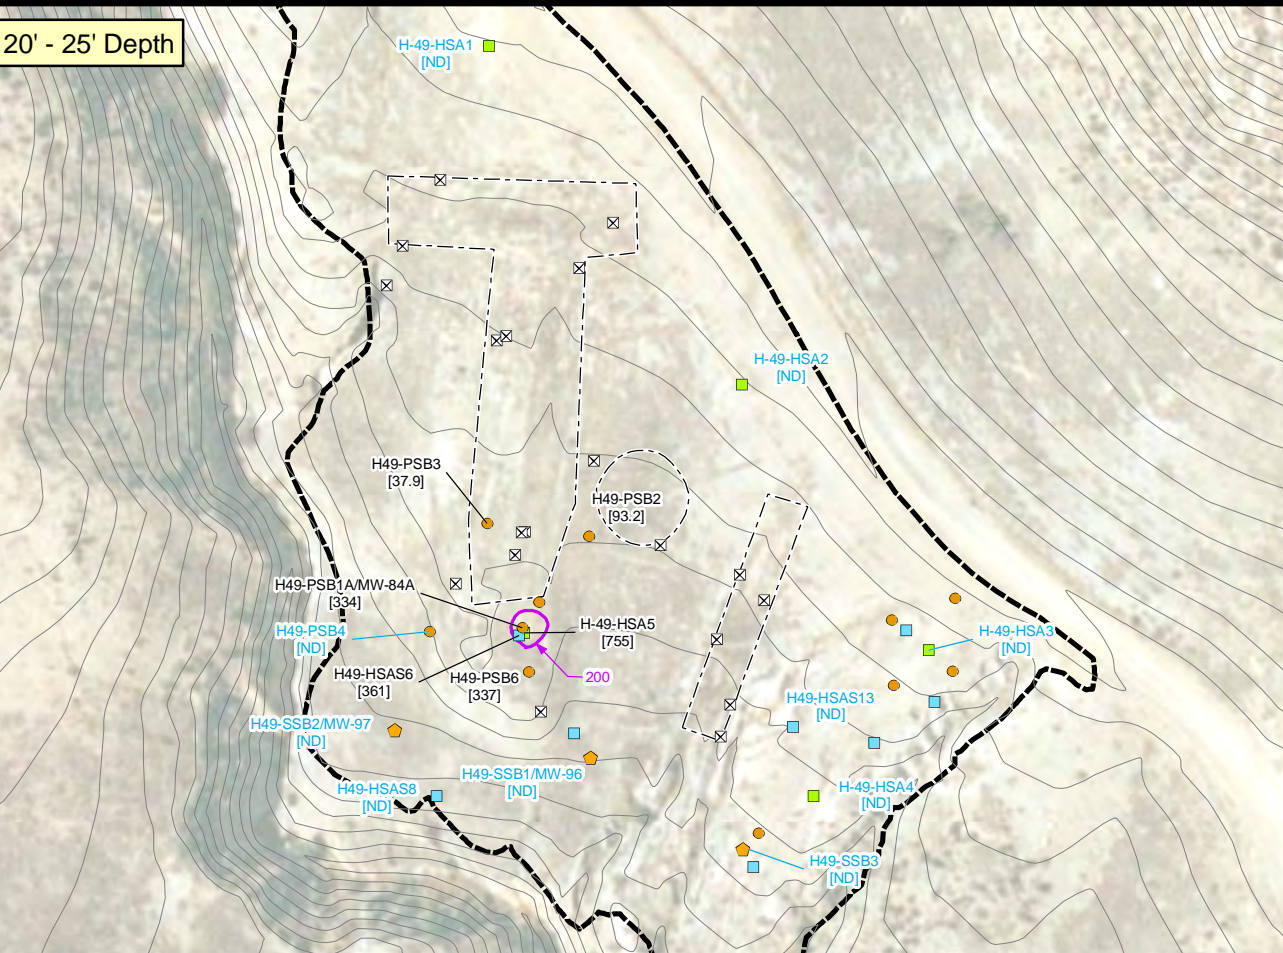 20' - 25' Depth
H-49-HSA1
[ND]
H-49-HSA2
[ND]
H49-PSB3
[37.9]
H49-PSB2
[93.2]
H49-PSB1A/MW-84A
[334]
H49-PSB4
[ND]
H-49-HSA5
[755]
H-49-HSA3
[ND]
H49-HSAS6
[361]
H49-PSB6
[337]
200
H49-HSAS13
[ND]
H49-SSB2/MW-97
[ND]
H49-SSB1/MW-96
[ND]
H49-HSAS8
[ND]
H-49-HSA4
[ND]
H49-SSB3
[ND]